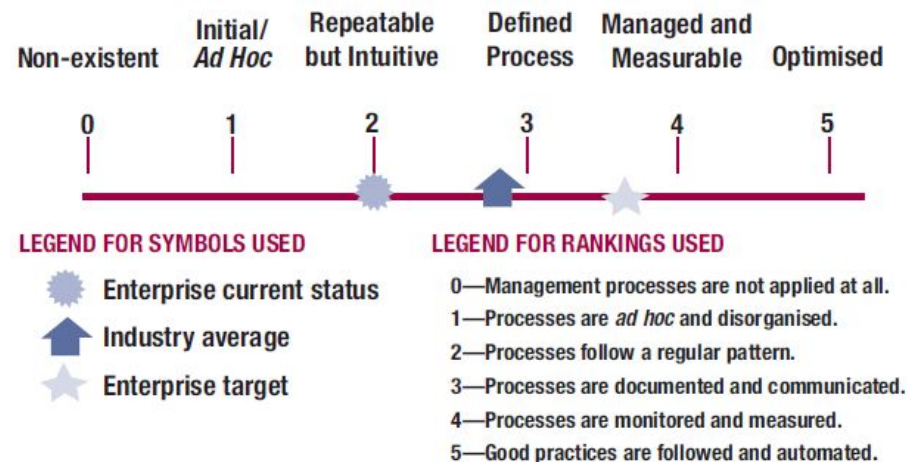 Non-existent
Initial/
Ad Hoc
Repeatable
but Intuitive
Defined
Process
Managed and
Measurable
Optimised
0
1
2
3
4
5
LEGEND FOR SYMBOLS USED
Enterprise current status
Industry average
Enterprise target
LEGEND FOR RANKINGS USED
0—Management processes are not applied at all.
1—Processes are ad hoc and disorganised.
2—Processes follow a regular pattern.
3—Processes are documented and communicated.
4—Processes are monitored and measured.
5—Good practices are followed and automated.